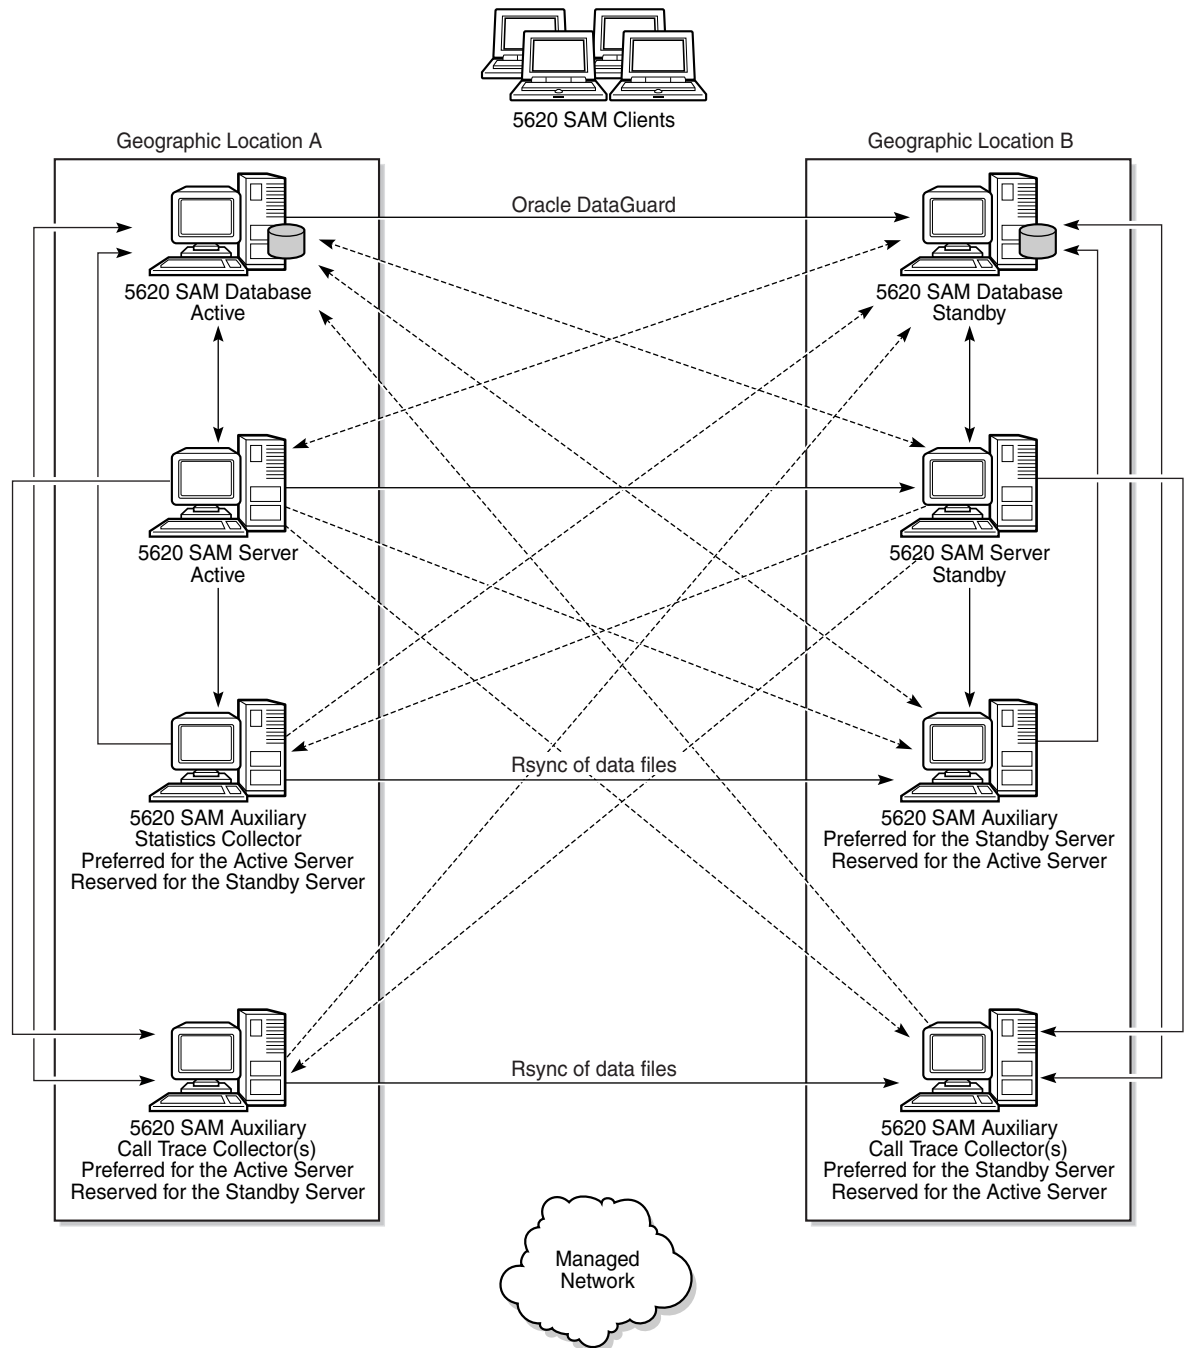 5620 SAM Clients
Geographic Location A
Geographic Location B
Oracle DataGuard
5620 SAM Database
Active
5620 SAM Database
Standby
5620 SAM Server
Active
5620 SAM Server
Standby
Rsync of data files
5620 SAM Auxiliary
Statistics Collector
Preferred for the Active Server
Reserved for the Standby Server
5620 SAM Auxiliary
Preferred for the Standby Server
Reserved for the Active Server
Rsync of data files
5620 SAM Auxiliary
Call Trace Collector(s)
Preferred for the Active Server
Reserved for the Standby Server
5620 SAM Auxiliary
Call Trace Collector(s)
Preferred for the Standby Server
Reserved for the Active Server
Managed
Network